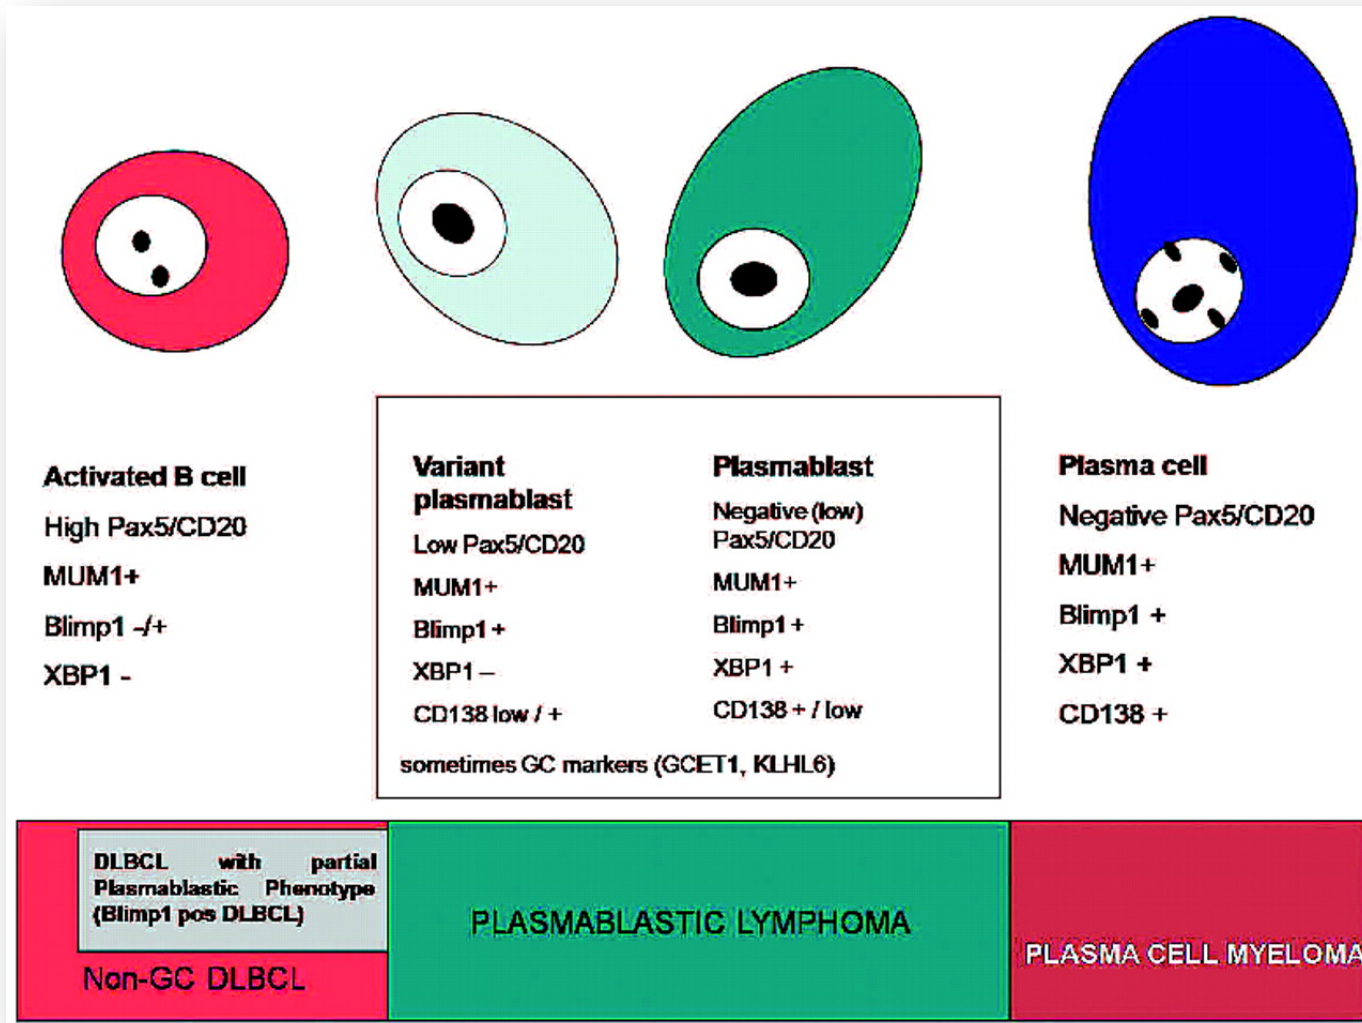 Activated B cell
High Pax5/CD20
MUM1+
Blimp1 -/+
XBP1 -
Variant
plasmablast
Low Pax5/CD20
MUM1+
Blimp1 +
XBP1 –
CD138 low / +
Plasmablast
Negative (low)
Pax5/CD20
MUM1+
Blimp1 +
XBP1 +
CD138 + / low
sometimes GC markers (GCET1, KLHL6)
Plasma cell
Negative Pax5/CD20
MUM1+
Blimp1 +
XBP1 +
CD138 +
DLBCL with partial
Plasmablastic Phenotype
(Blimp1 pos DLBCL)
Non-GC DLBCL
PLASMABLASTIC LYMPHOMA
PLASMA CELL MYELOMA